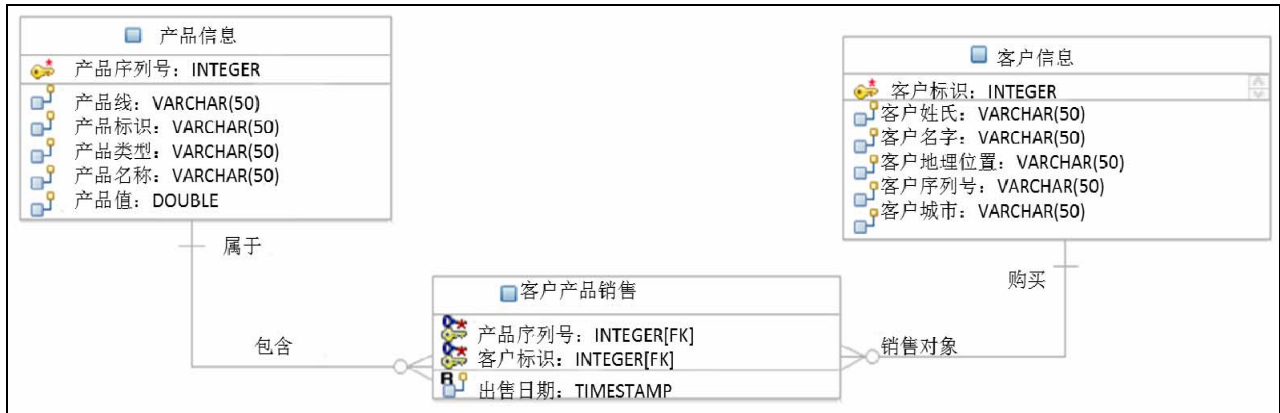 产品信息
产品序列号：INTEGER
产品线：VARCHAR(50)
产品标识：VARCHAR(50)
产品类型：VARCHAR(50)
产品名称：VARCHAR(50)
产品值：DOUBLE
客户信息
客户标识：INTEGER
客户姓氏：VARCHAR(50)
客户名字：VARCHAR(50)
客户地理位置：VARCHAR(50)
客户序列号：VARCHAR(50)
客户城市：VARCHAR(50)
属于
购买
客户产品销售
产品序列号：INTEGER[FK]
客户标识：INTEGER[FK]
R
出售日期：TIMESTAMP
包含
销售对象